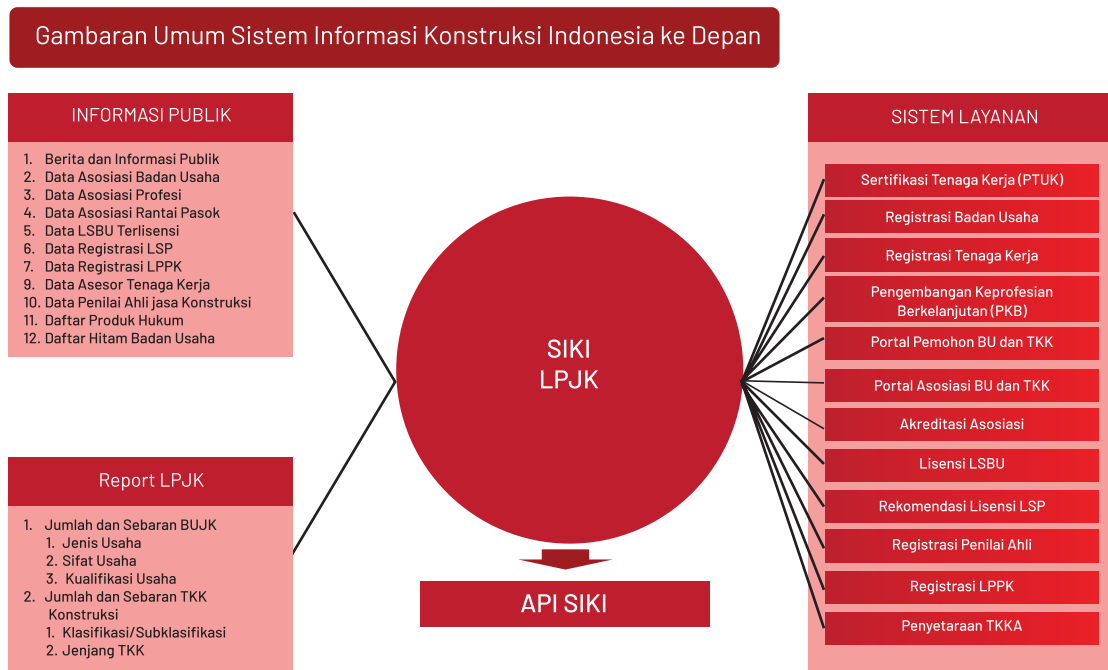 Gambaran Umum Sistem Informasi Konstruksi Indonesia ke Depan
INFORMASI PUBLIK
1. Berita dan Informasi Publik
2. Data Asosiasi Badan Usaha
3. Data Asosiasi Profesi
4. Data Asosiasi Rantai Pasok
5. Data LSBU Terlisensi
6. Data Registrasi LSP
7. Data Registrasi LPPK
9. Data Asesor Tenaga Kerja
10. Data Penilai Ahli jasa Konstruksi
11. Daftar Produk Hukum
12. Daftar Hitam Badan Usaha
Report LPJK
1. Jumlah dan Sebaran BUJK
1. Jenis Usaha
2. Sifat Usaha
3. Kualifikasi Usaha
2. Jumlah dan Sebaran TKK
Konstruksi
1. Klasifikasi/Subklasifikasi
2. Jenjang TKK
SIKI
LPJK
API SIKI
SISTEM LAYANAN
Sertifikasi Tenaga Kerja (PTUK)
Registrasi Badan Usaha
Registrasi Tenaga Kerja
Pengembangan Keprofesian
Berkelanjutan (PKB)
Portal Pemohon BU dan TKK
Portal Asosiasi BU dan TKK
Akreditasi Asosiasi
Lisensi LSBU
Rekomendasi Lisensi LSP
Registrasi Penilai Ahli
Registrasi LPPK
Penyetaraan TKKA